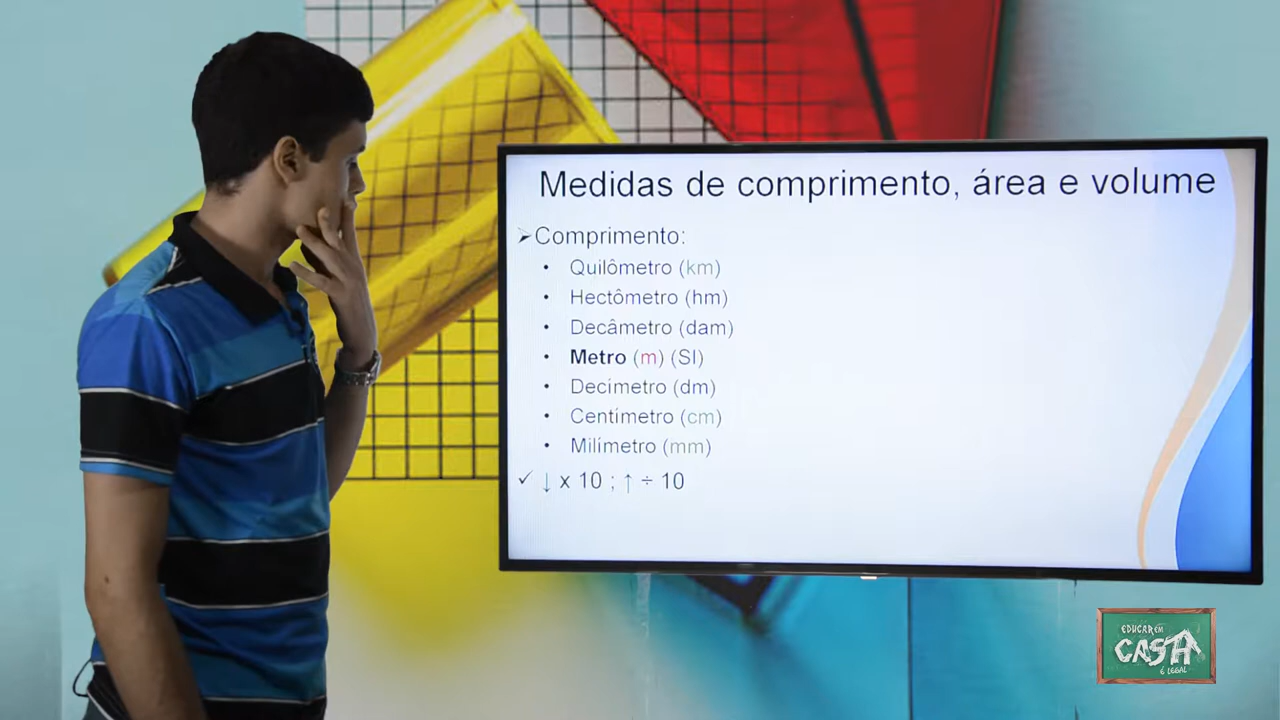 Medidas de comprimento, área e volume
➢Comprimento:
• Quilômetro (km)
• Hectômetro (hm)
• Decâmetro (dam)
• Metro (m) (SI)
• Decímetro (dm)
• Centímetro (cm)
• Milímetro (mm)
✓ ↓ x 10 ; ↑ ÷ 10
EDUCAR EM
CASA
É LEGAL